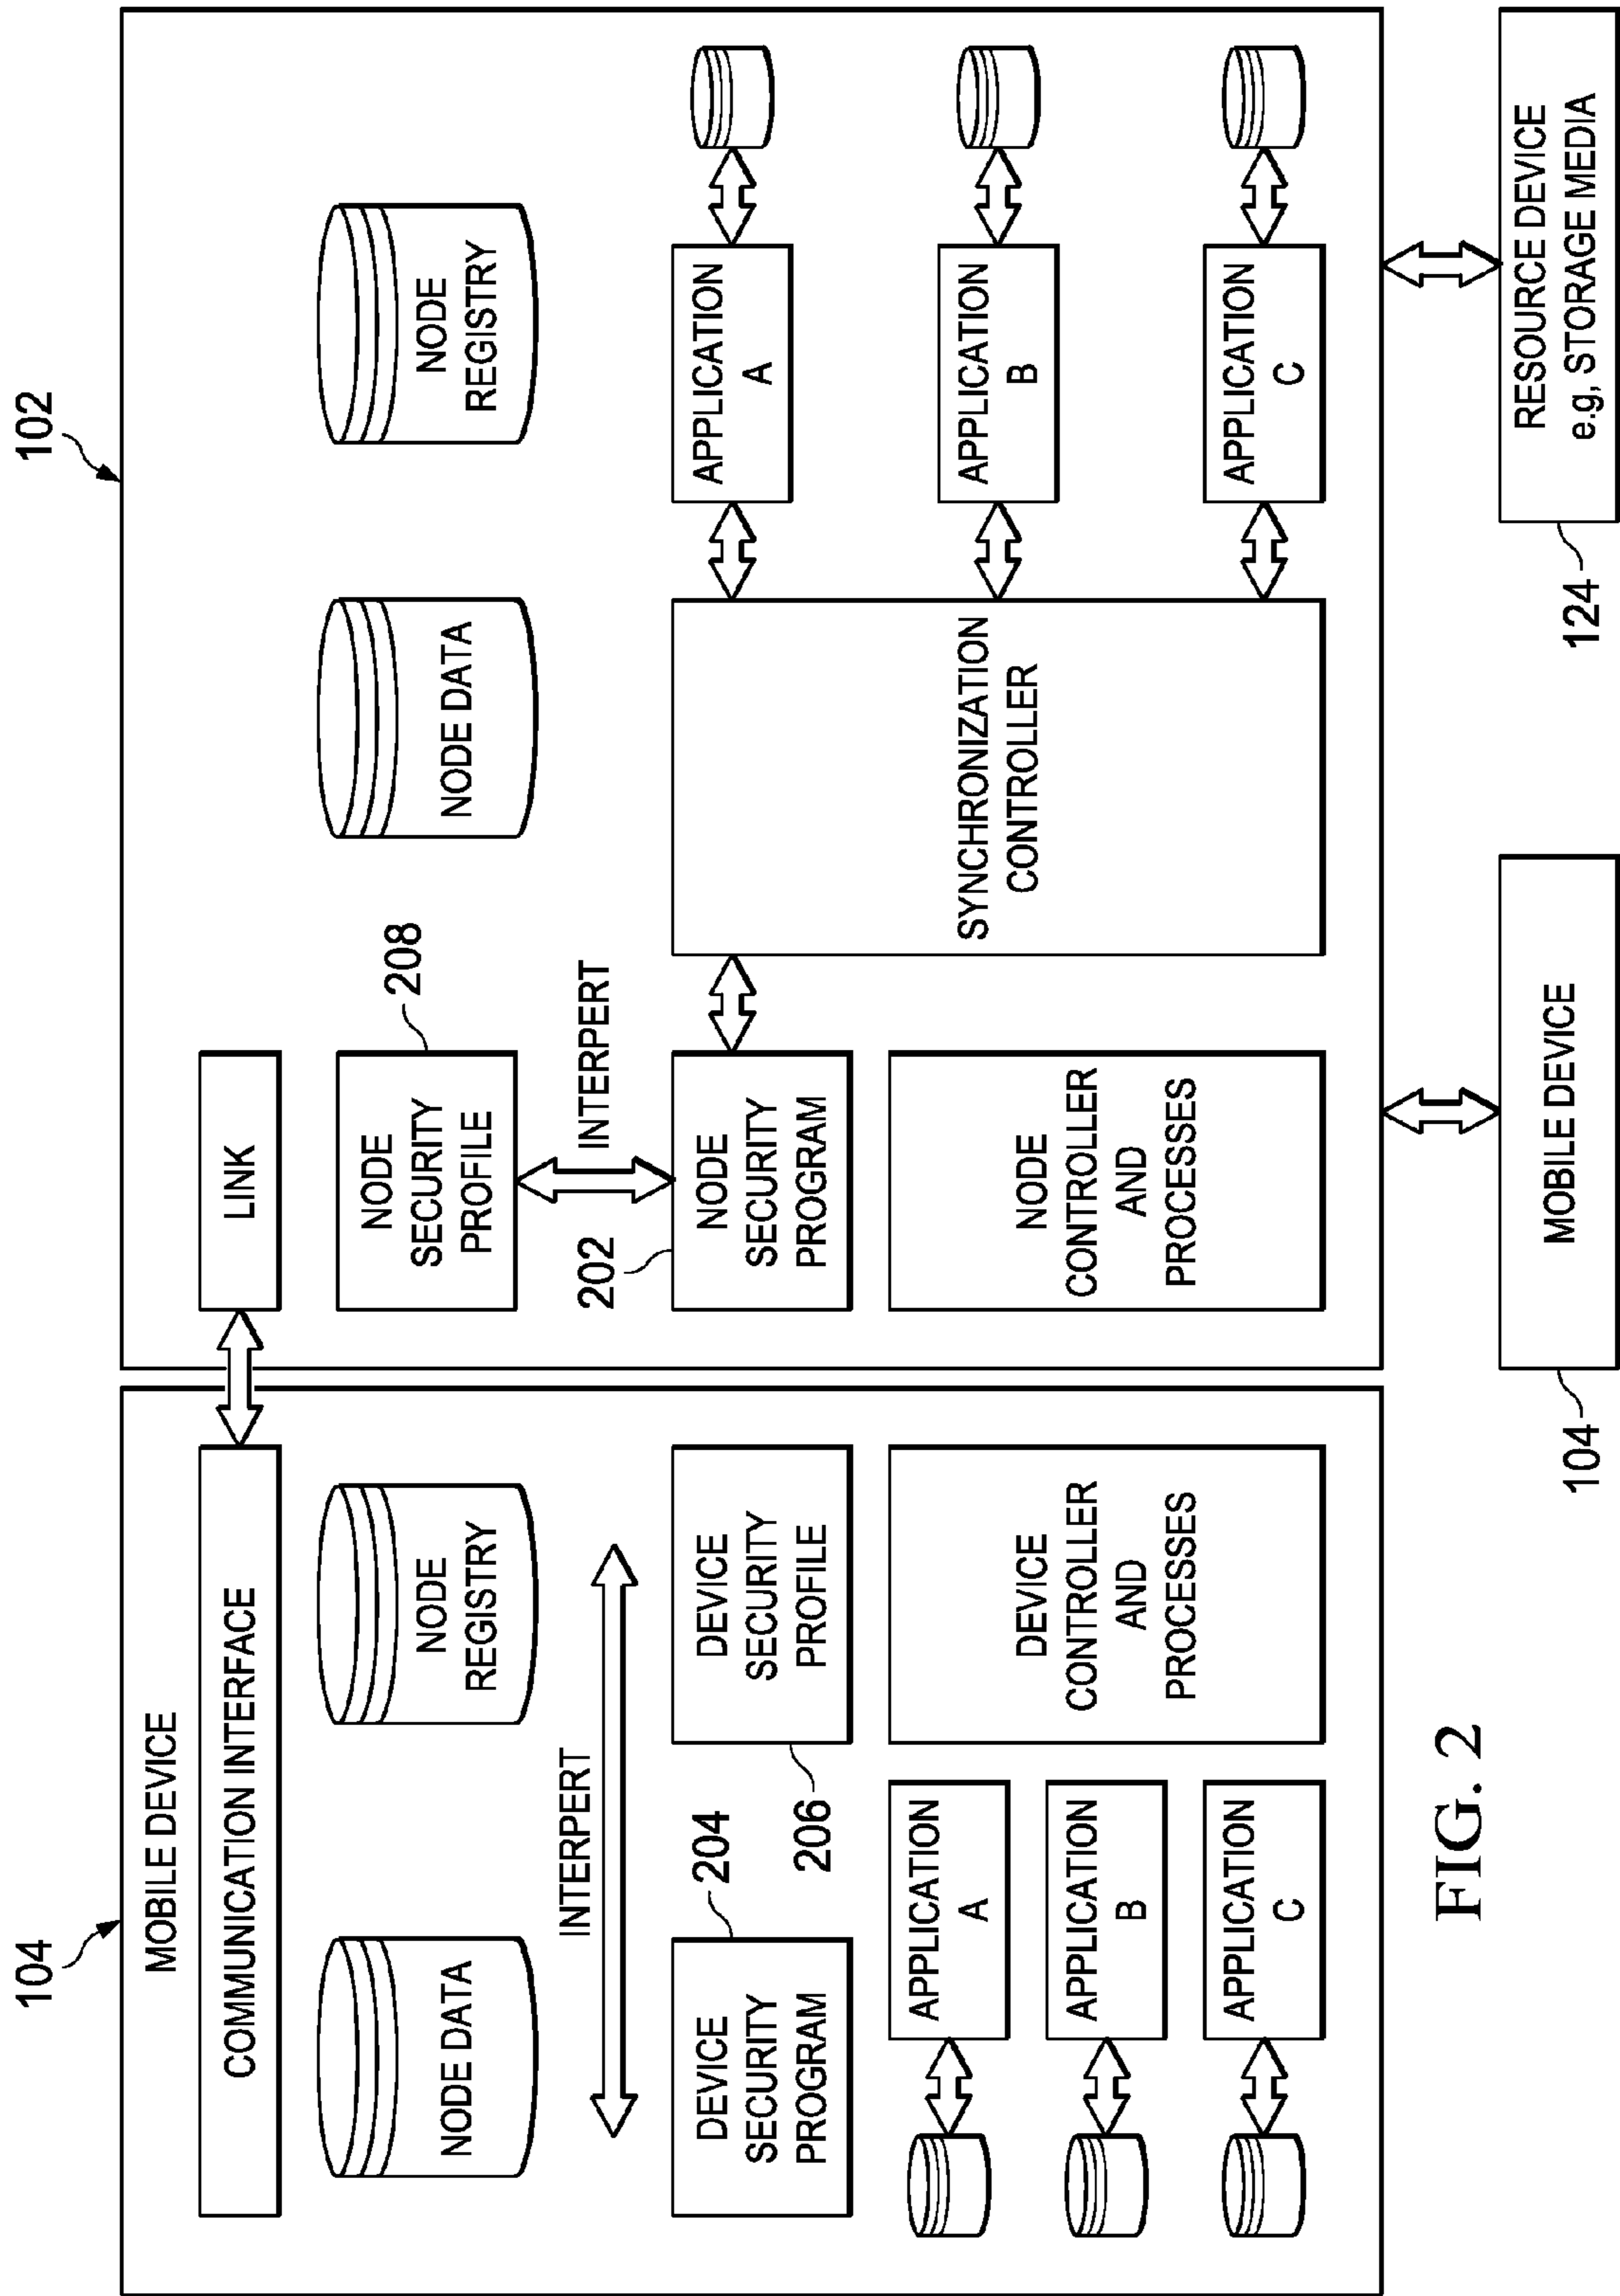 104
MOBILE DEVICE
COMMUNICATION INTERFACE
NODE DATA
NODE
REGISTRY
INTERPERT
DEVICE
SECURITY
PROGRAM
204
DEVICE
SECURITY
PROFILE
206
APPLICATION
A
APPLICATION
B
APPLICATION
C
DEVICE
CONTROLLER
AND
PROCESSES
102
LINK
NODE
SECURITY
PROFILE
208
INTERPERT
202
NODE
SECURITY
PROGRAM
NODE
CONTROLLER
AND
PROCESSES
NODE DATA
NODE
REGISTRY
SYNCHRONIZATION
CONTROLLER
APPLICATION
A
APPLICATION
B
APPLICATION
C
104
MOBILE DEVICE
124
RESOURCE DEVICE
e.g, STORAGE MEDIA
FIG. 2